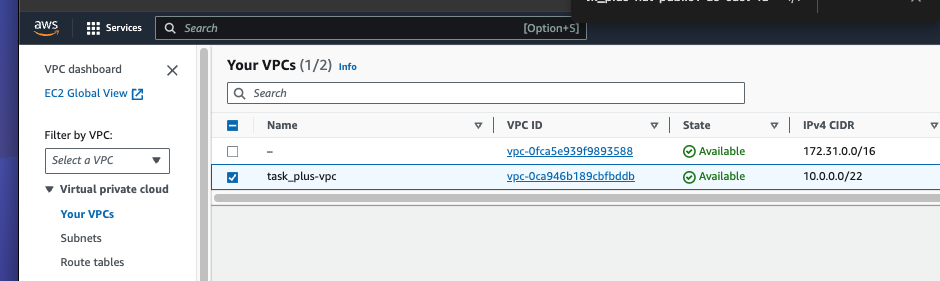 aws
Services
Search
[Option+S]
VPC dashboard
EC2 Global View
Filter by VPC:
Select a VPC
Virtual private cloud
Your VPCs
Subnets
Route tables
Your VPCs (1/2) Info
Search
Name VPC ID State IPv4 CIDR
– vpc-0fca5e939f9893588 Available 172.31.0.0/16
task_plus-vpc vpc-0ca946b189cbfbddb Available 10.0.0.0/22